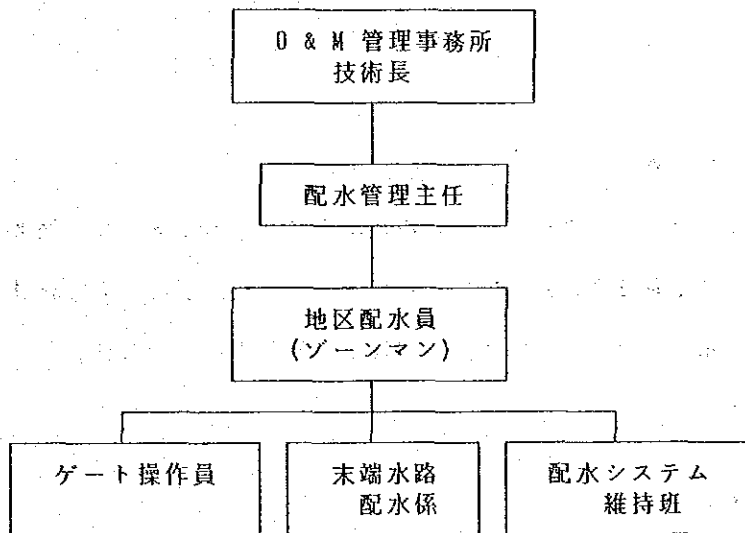 O & M 管理事務所
技術長
配水管理主任
地区配水員
(ゾーンマン)
ゲート操作員
末端水路
配水係
配水システム
維持班